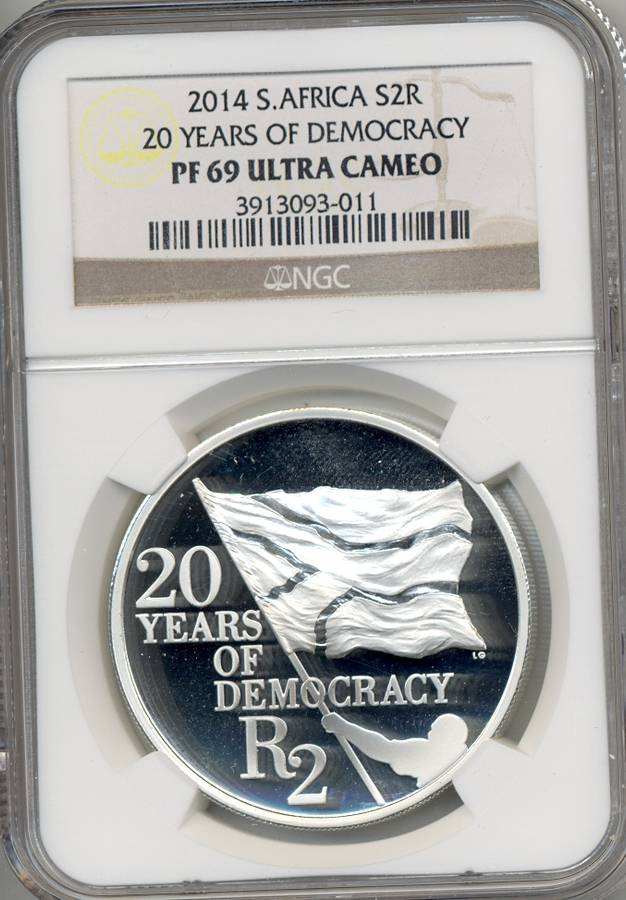 2014 S.AFRICA S2R
20 YEARS OF DEMOCRACY
PF 69 ULTRA CAMEO
3913093-011
NGC
20
YEARS
OF
DEMOCRACY
R2
LG